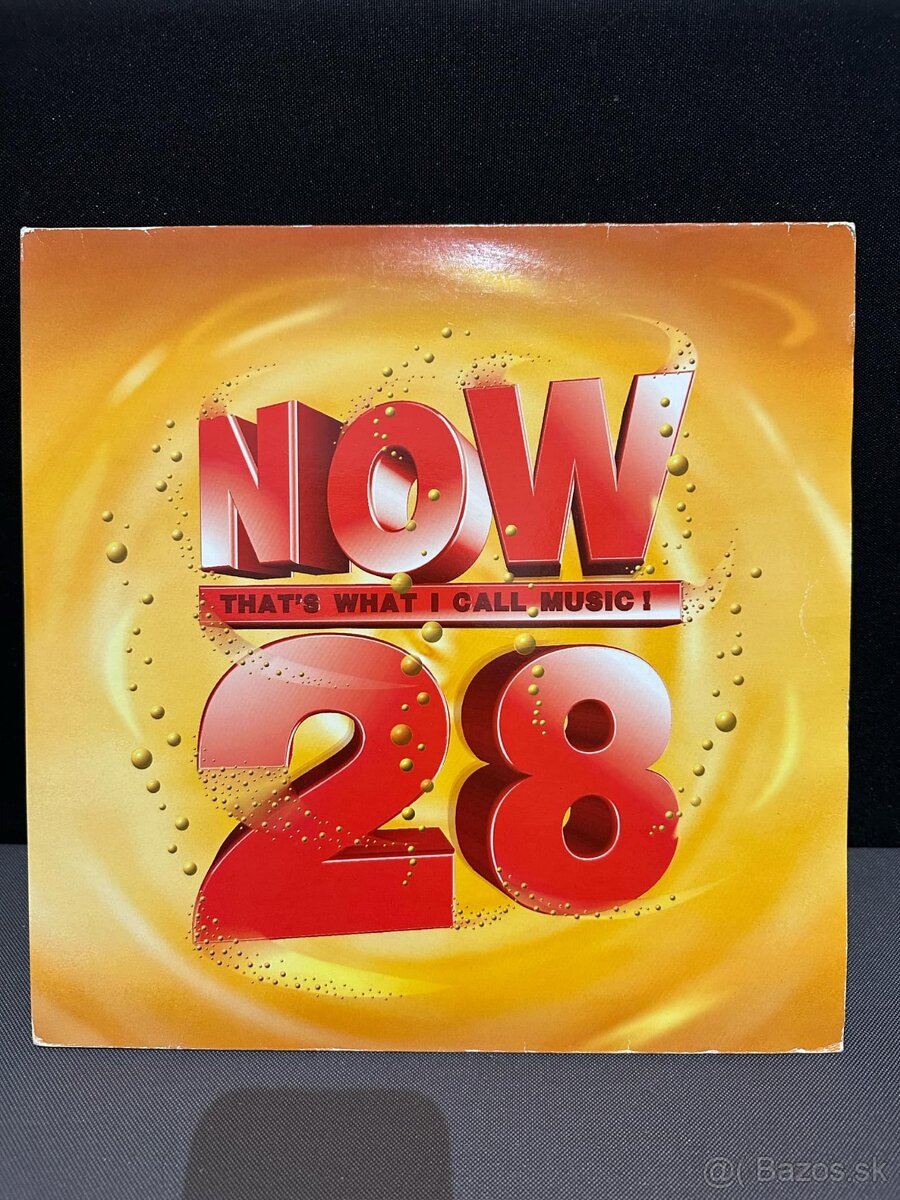 NOW
THAT'S WHAT I CALL MUSIC!
28
@( Bazos.sk